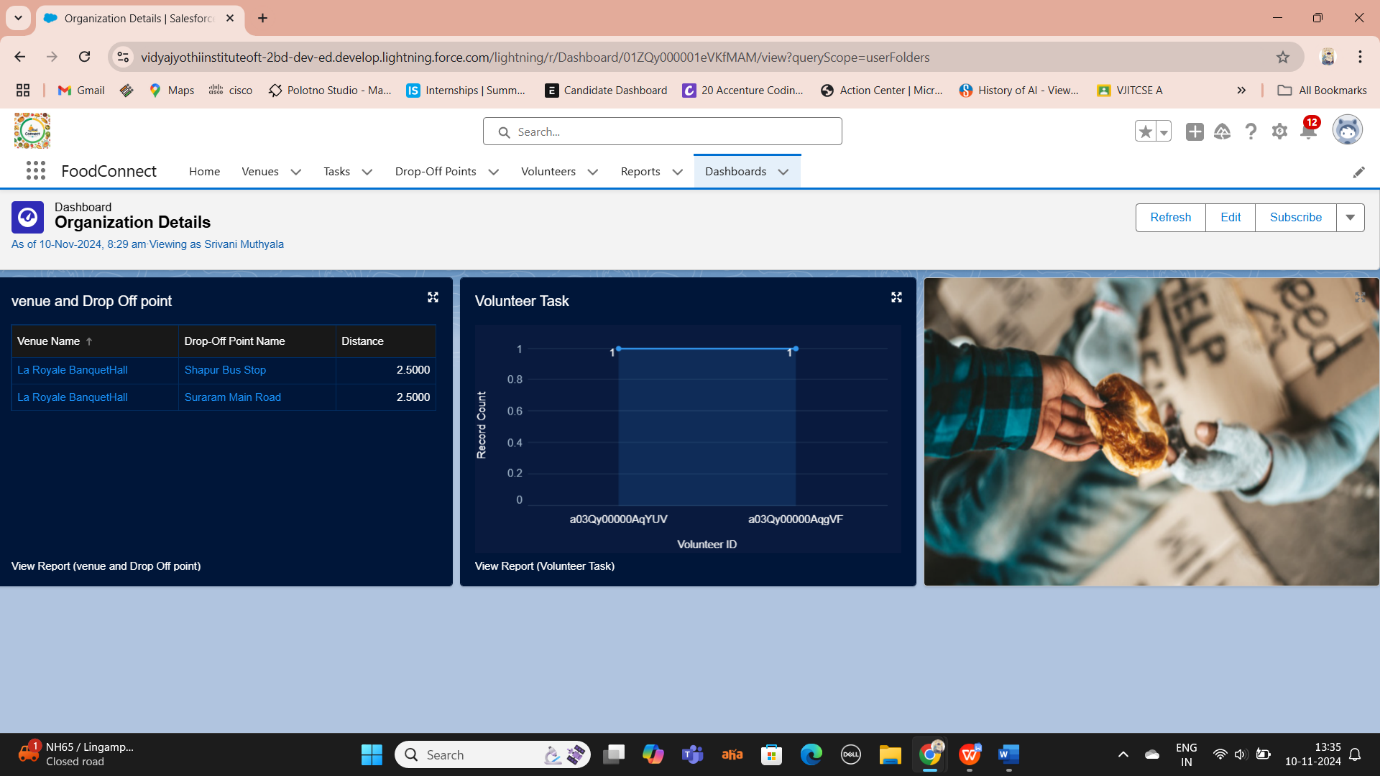 Organization Details | Salesforc
vidyajyothiinstituteoft-2bd-dev-ed.develop.lightning.force.com/lightning/r/Dashboard/01ZQy000001eVKfMAM/view?queryScope=userFolders
Gmail
Maps
cisco
Polotno Studio - Ma...
IS Internships | Summ...
E Candidate Dashboard
C 20 Accenture Codin...
Action Center | Micr...
History of AI - View...
VJITCSE A
»
All Bookmarks
Search...
12
FoodConnect
Home
Venues
Tasks
Drop-Off Points
Volunteers
Reports
Dashboards
Dashboard
Organization Details
As of 10-Nov-2024, 8:29 am·Viewing as Srivani Muthyala
Refresh
Edit
Subscribe
venue and Drop Off point
Venue Name ↑ Drop-Off Point Name Distance
La Royale BanquetHall Shapur Bus Stop 2.5000
La Royale BanquetHall Suraram Main Road 2.5000
View Report (venue and Drop Off point)
Volunteer Task
Record Count
1
0.8
0.6
0.4
0.2
0
1
1
a03Qy00000AqYUV a03Qy00000AqgVF
Volunteer ID
View Report (Volunteer Task)
HELP
need
1
NH65 / Lingamp...
Closed road
Search
aha
DELL
ENG
IN
13:35
10-11-2024